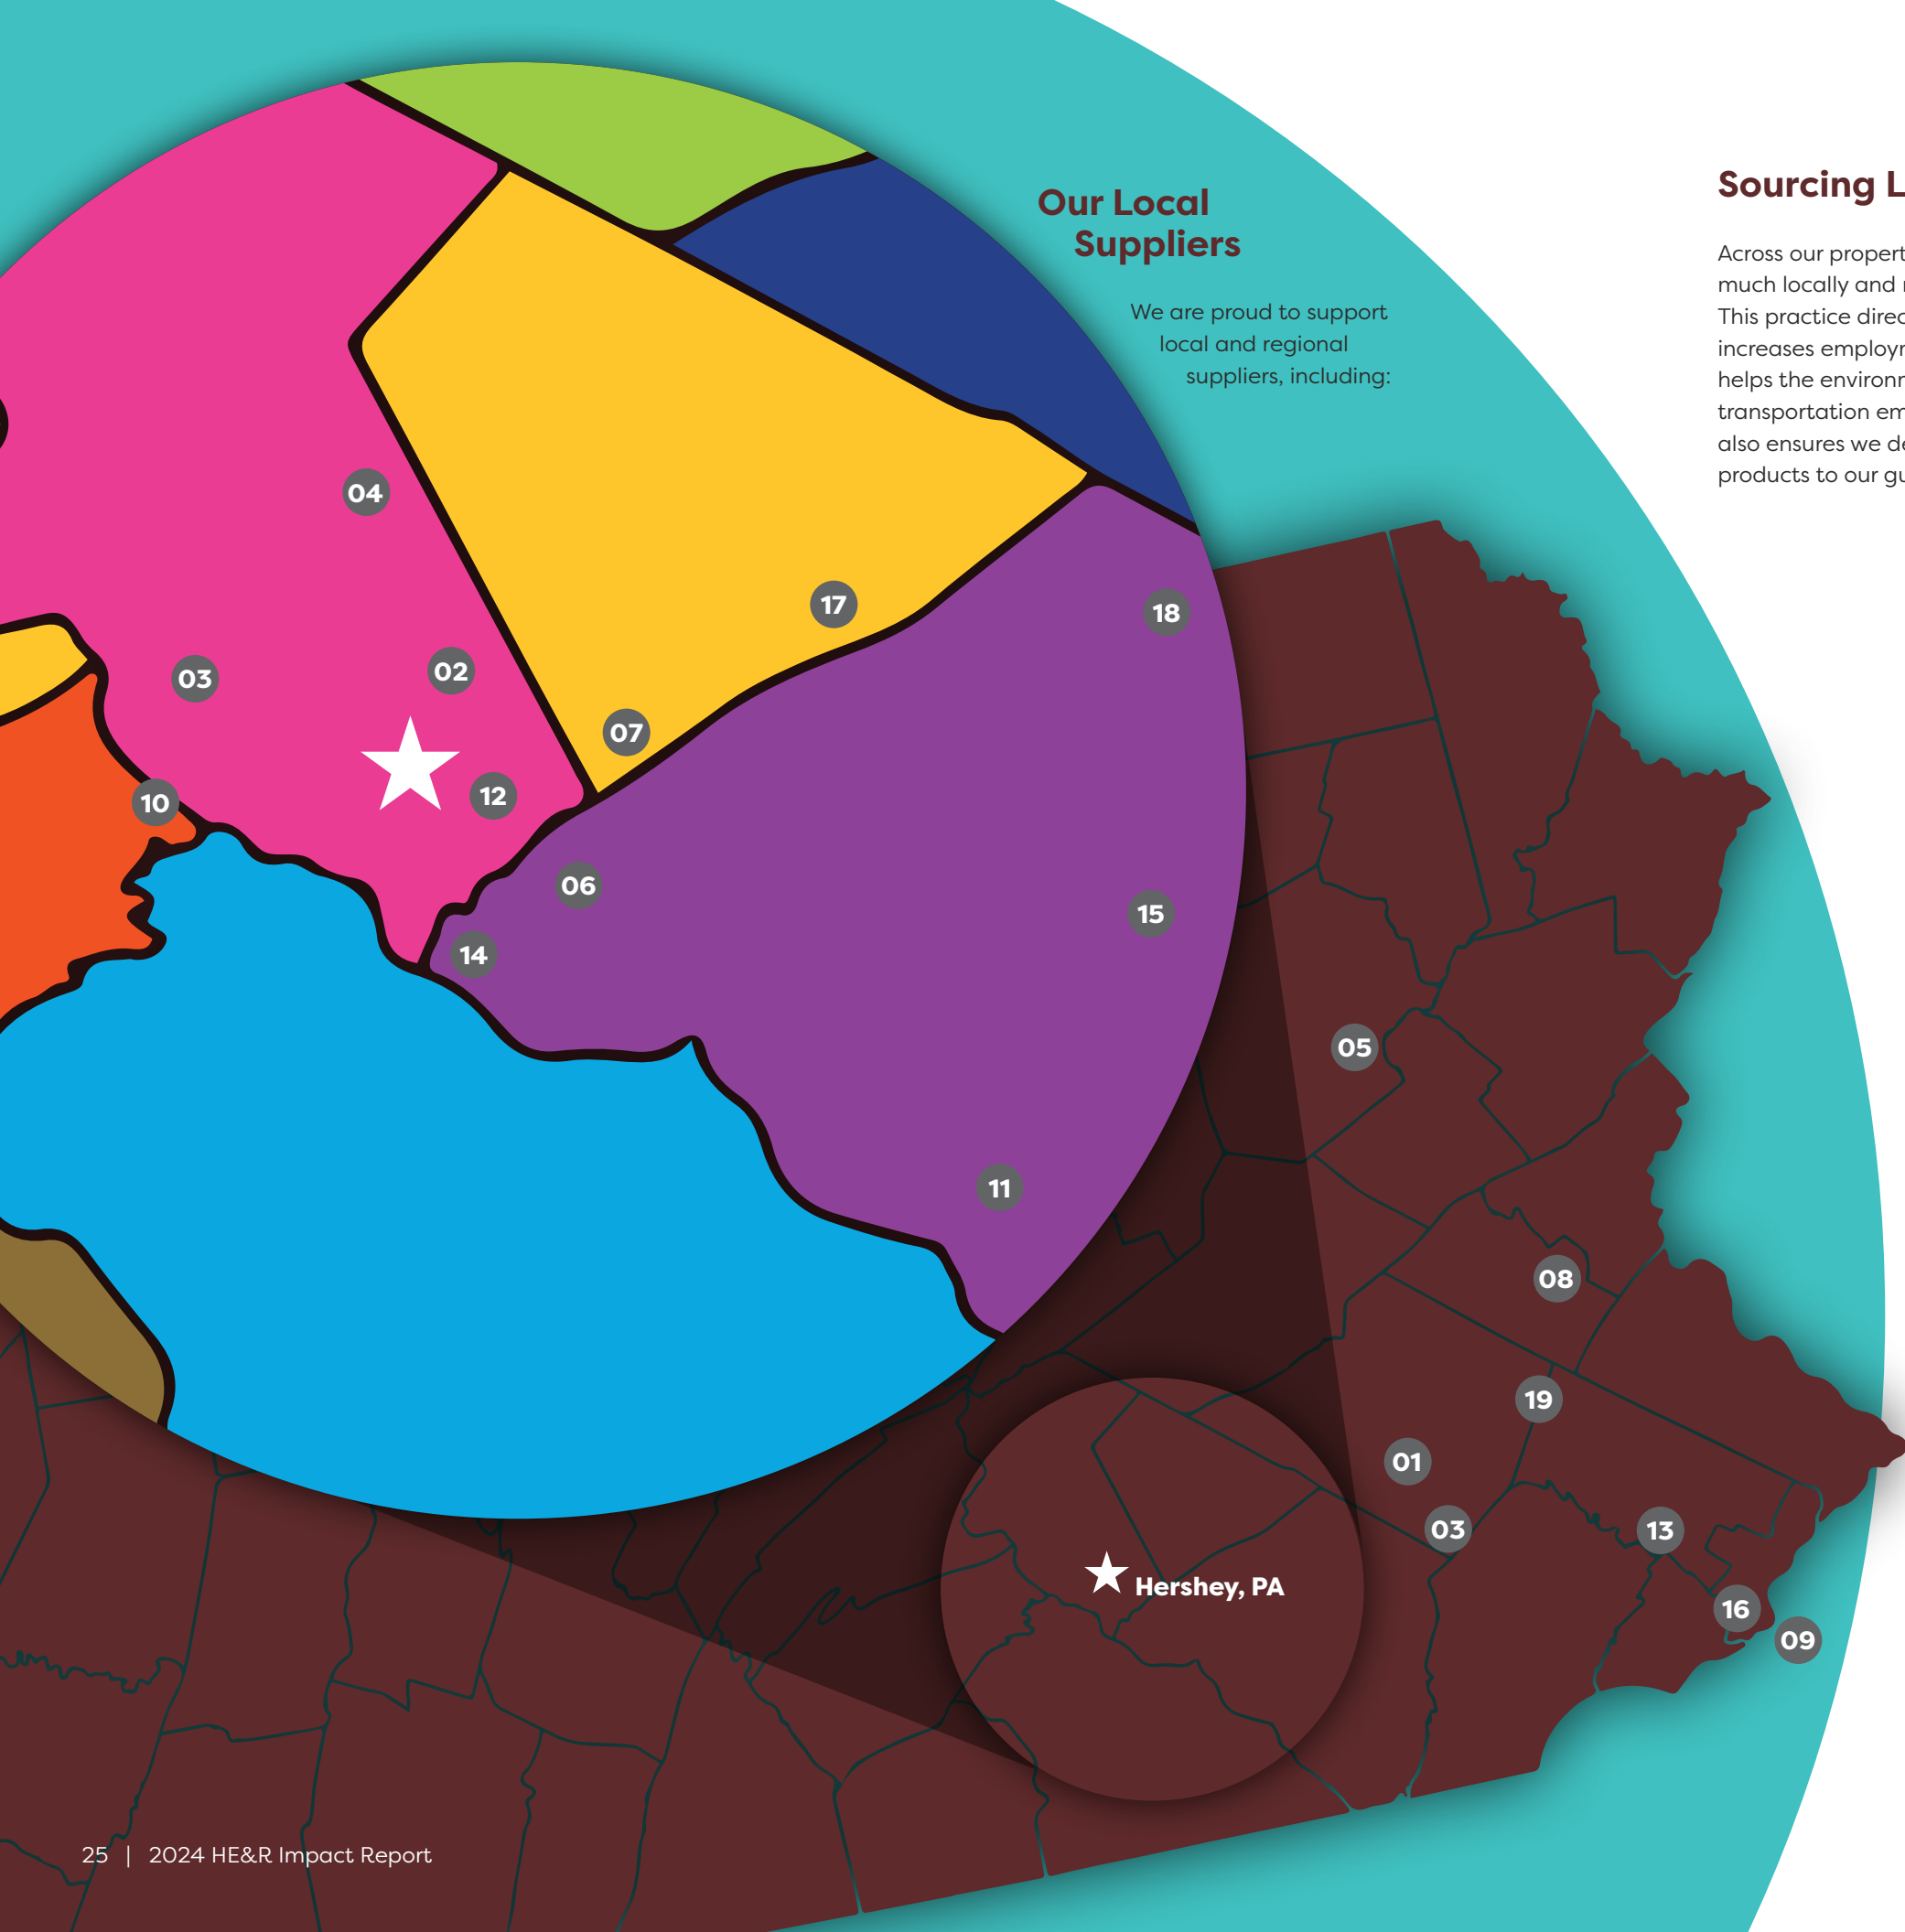 Our Local
Suppliers
We are proud to support
local and regional
suppliers, including:
Sourcing L
Across our propert
much locally and
This practice direc
increases employ
helps the environ
transportation em
also ensures we de
products to our gu
04
17
18
03
02
07
10
12
06
15
14
05
11
08
19
01
03
13
Hershey, PA
16
09
25 | 2024 HE&R Impact Report